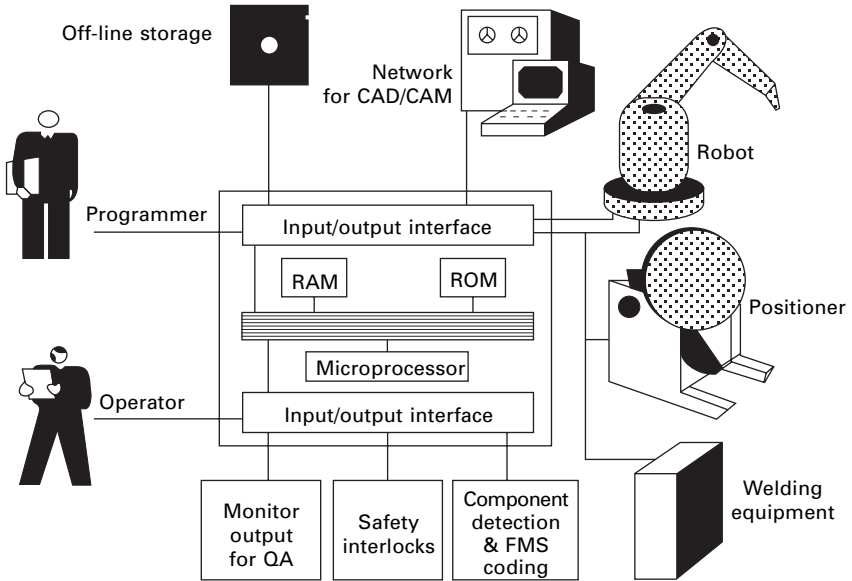 Off-line storage
Network
for CAD/CAM
Robot
Programmer
Input/output interface
RAM
ROM
Positioner
Microprocessor
Operator
Input/output interface
Monitor
output
for QA
Safety
interlocks
Component
detection
& FMS
coding
Welding
equipment